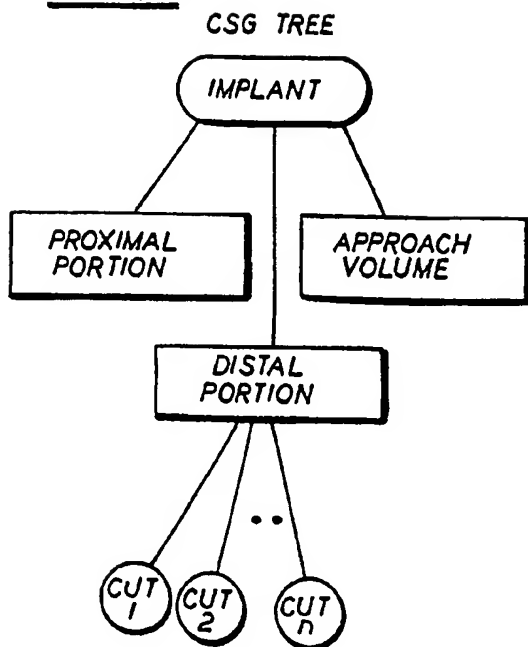 CSG TREE
IMPLANT
PROXIMAL
PORTION
APPROACH
VOLUME
DISTAL
PORTION
CUT
1
CUT
2
CUT
n